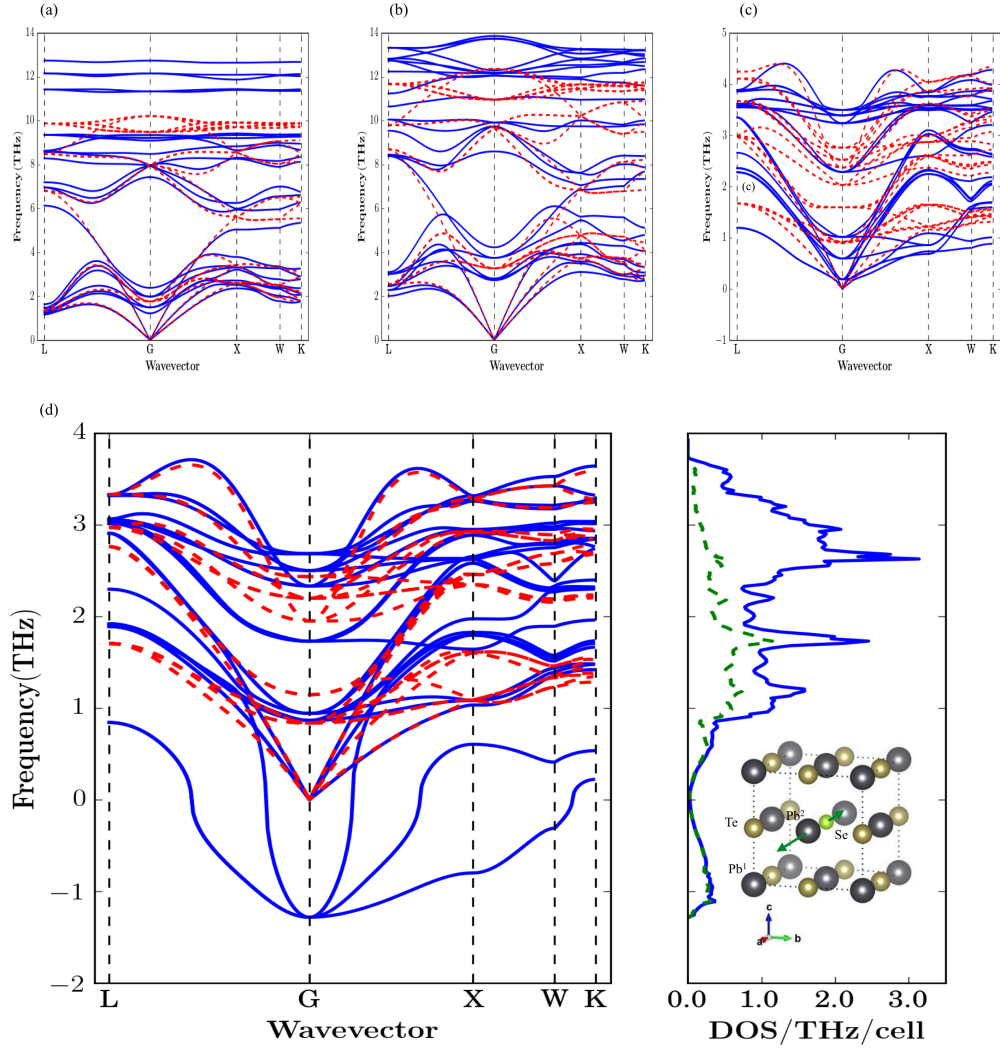 (a)
(b)
(c)
Frequency(THz)
14
12
10
8
6
4
2
0
L
G
X
W
K
Wavevector
Frequency(THz)
14
12
10
8
6
4
2
0
L
G
X
W
K
Wavevector
Frequency(THz)
5
4
3
2
1
0
−1
(c)
L
G
X
W
K
Wavevector
(d)
Frequency(THz)
4
3
2
1
0
−1
−2
L
G
X
W
K
Wavevector
Te
Pb²
Se
Pb¹
c
a
b
0.0
1.0
2.0
3.0
DOS/THz/cell